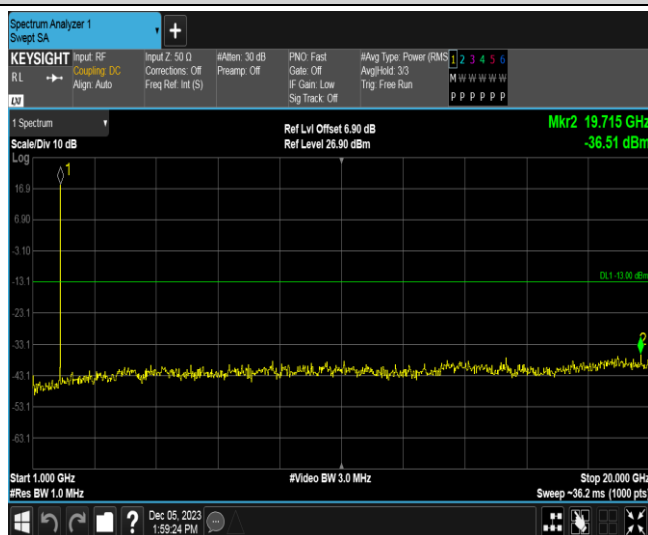 Spectrum Analyzer 1
Swept SA
+
KEYSIGHT
RL
LXI
Input: RF
Coupling: DC
Align: Auto
Input Z: 50 Ω
Corrections: Off
Freq Ref: Int (S)
#Atten: 30 dB
Preamp: Off
PNO: Fast
Gate: Off
IF Gain: Low
Sig Track: Off
#Avg Type: Power (RMS
Avg|Hold: 3/3
Trig: Free Run
1 2 3 4 5 6
M W W W W W
P P P P P P
1 Spectrum
Scale/Div 10 dB
Ref Lvl Offset 6.90 dB
Ref Level 26.90 dBm
Mkr2 19.715 GHz
-36.51 dBm
Log
1
16.9
6.90
-3.10
-13.1
DL1 -13.00 dBm
-23.1
-33.1
2
-43.1
-53.1
-63.1
Start 1.000 GHz
#Video BW 3.0 MHz
Stop 20.000 GHz
#Res BW 1.0 MHz
Sweep ~36.2 ms (1000 pts)
?
Dec 05, 2023
1:59:24 PM